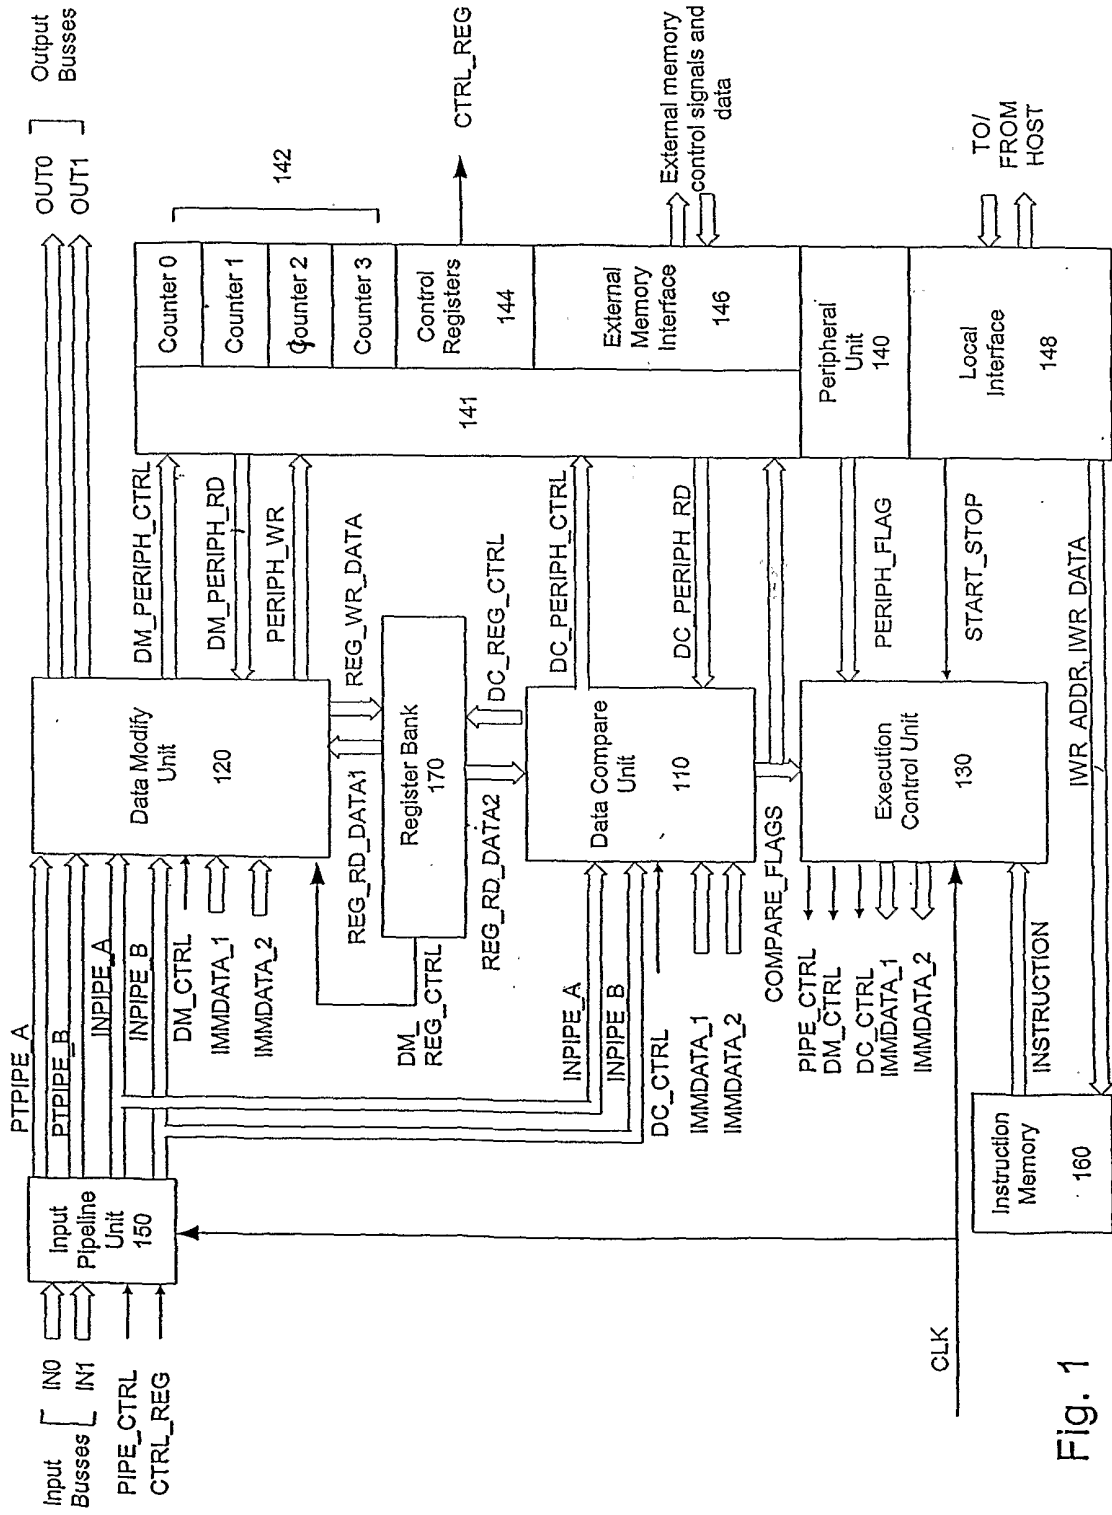 Output
Busses
OUT0
OUT1
142
CTRL_REG
External memory
control signals and
data
TO/
FROM
HOST
Counter 0
Counter 1
Counter 2
Counter 3
Control
Registers
144
External
Memory
Interface
146
Peripheral
Unit
140
Local
Interface
148
141
DM_PERIPH_CTRL
DM_PERIPH_RD
PERIPH_WR
REG_WR_DATA
DC_REG_CTRL
DC_PERIPH_CTRL
DC_PERIPH_RD
PERIPH_FLAG
START_STOP
IWR_ADDR, IWR DATA
Data Modify
Unit
120
Register Bank
170
Data Compare
Unit
110
Execution
Control Unit
130
REG_RD_DATA1
REG_RD_DATA2
COMPARE_FLAGS
PTPIPE_A
PTPIPE_B
INPIPE_A
INPIPE_B
DM_CTRL
IMMDATA_1
IMMDATA_2
DM_
REG_CTRL
INPIPE_A
INPIPE_B
DC_CTRL
IMMDATA_1
IMMDATA_2
PIPE_CTRL
DM_CTRL
DC_CTRL
IMMDATA_1
IMMDATA_2
INSTRUCTION
Input
Pipeline
Unit
150
Instruction
Memory
160
Input
Busses
IN0
IN1
PIPE_CTRL
CTRL_REG
CLK
Fig. 1